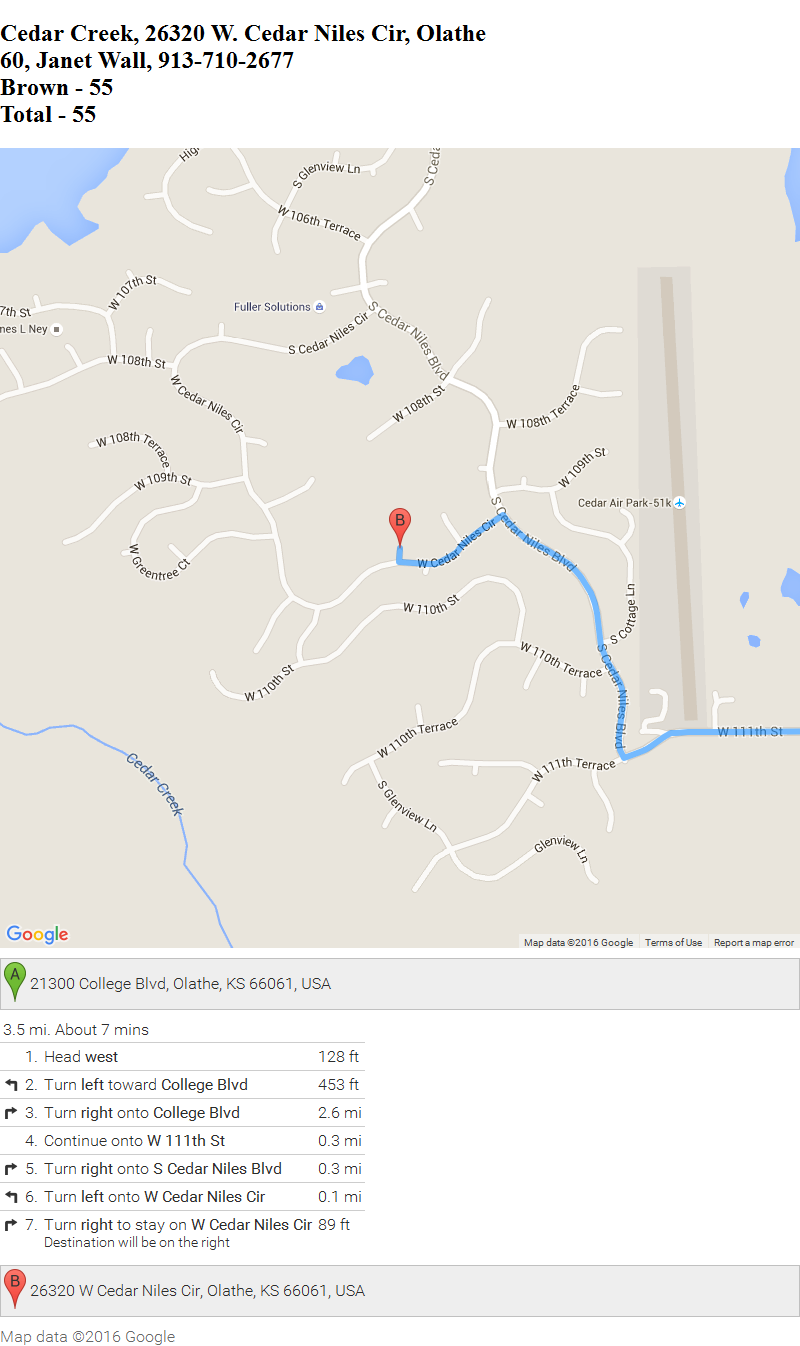 Cedar Creek, 26320 W. Cedar Niles Cir, Olathe
60, Janet Wall, 913-710-2677
Brown - 55
Total - 55
High
S Glenview Ln
S Ceda
W 106th Terrace
W 107th St
7th St
nes L Ney
Fuller Solutions
S Cedar Niles Cir
S Cedar Niles Blvd
W 108th St
W Cedar Niles Cir
W 108th St
W 108th Terrace
W 108th Terrace
W 109th St
W 109th St
Cedar Air Park-51k
B
S Cedar Niles Blvd
W Cedar Niles Cir
W Greentree Ct
W 110th St
S Cottage Ln
W 110th Terrace
W 110th St
S Cedar Niles Blvd
W 110th Terrace
W 111th St
Cedar Creek
W 111th Terrace
S Glenview Ln
Glenview Ln
Google
Map data ©2016 Google Terms of Use Report a map error
A 21300 College Blvd, Olathe, KS 66061, USA
3.5 mi. About 7 mins
1. Head west 128 ft
2. Turn left toward College Blvd 453 ft
3. Turn right onto College Blvd 2.6 mi
4. Continue onto W 111th St 0.3 mi
5. Turn right onto S Cedar Niles Blvd 0.3 mi
6. Turn left onto W Cedar Niles Cir 0.1 mi
7. Turn right to stay on W Cedar Niles Cir 89 ft
Destination will be on the right
B 26320 W Cedar Niles Cir, Olathe, KS 66061, USA
Map data ©2016 Google